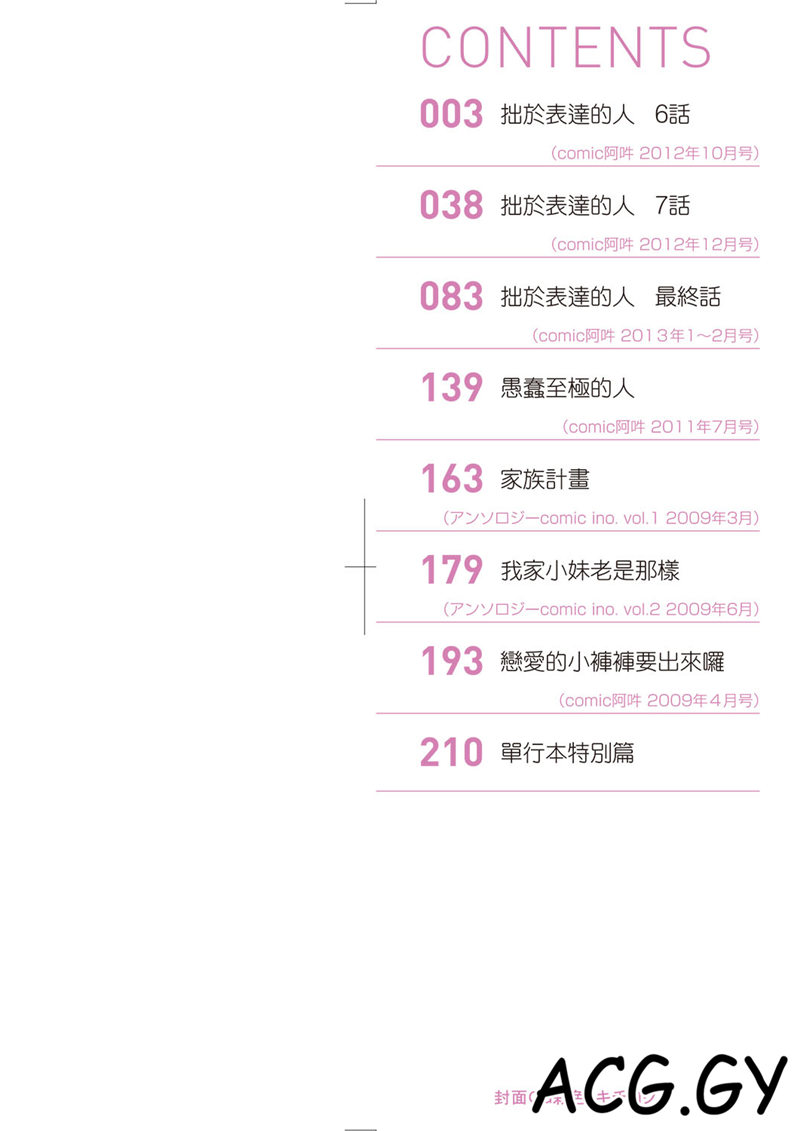 CONTENTS
003 拙於表達的人 6話
（comic阿吽 2012年10月号）
038 拙於表達的人 7話
（comic阿吽 2012年12月号）
083 拙於表達的人 最終話
（comic阿吽 2013年1～2月号）
139 愚蠢至極的人
（comic阿吽 2011年7月号）
163 家族計畫
（アンソロジーcomic ino. vol.1 2009年3月）
179 我家小妹老是那樣
（アンソロジーcomic ino. vol.2 2009年6月）
193 戀愛的小褲褲要出來囉
（comic阿吽 2009年4月号）
210 單行本特別篇
封面
ACG.GY